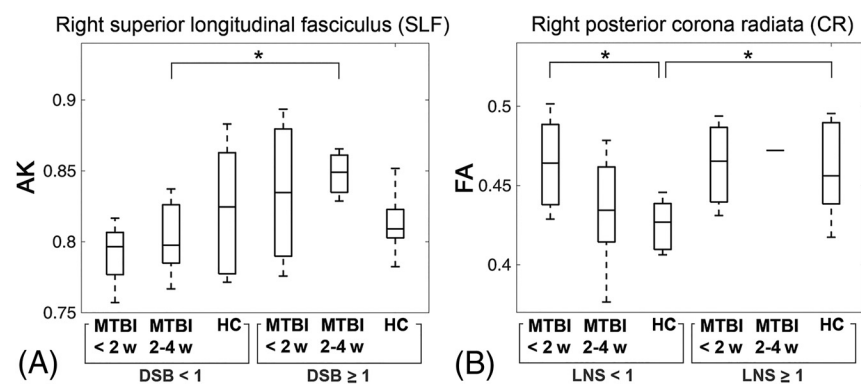 Right superior longitudinal fasciculus (SLF)
*
AK
0.9
0.85
0.8
0.75
MTBI MTBI HC MTBI MTBI HC
< 2 w 2-4 w < 2 w 2-4 w
DSB < 1 DSB ≥ 1
(A)
Right posterior corona radiata (CR)
* *
FA
0.5
0.45
0.4
MTBI MTBI HC MTBI MTBI HC
< 2 w 2-4 w < 2 w 2-4 w
LNS < 1 LNS ≥ 1
(B)